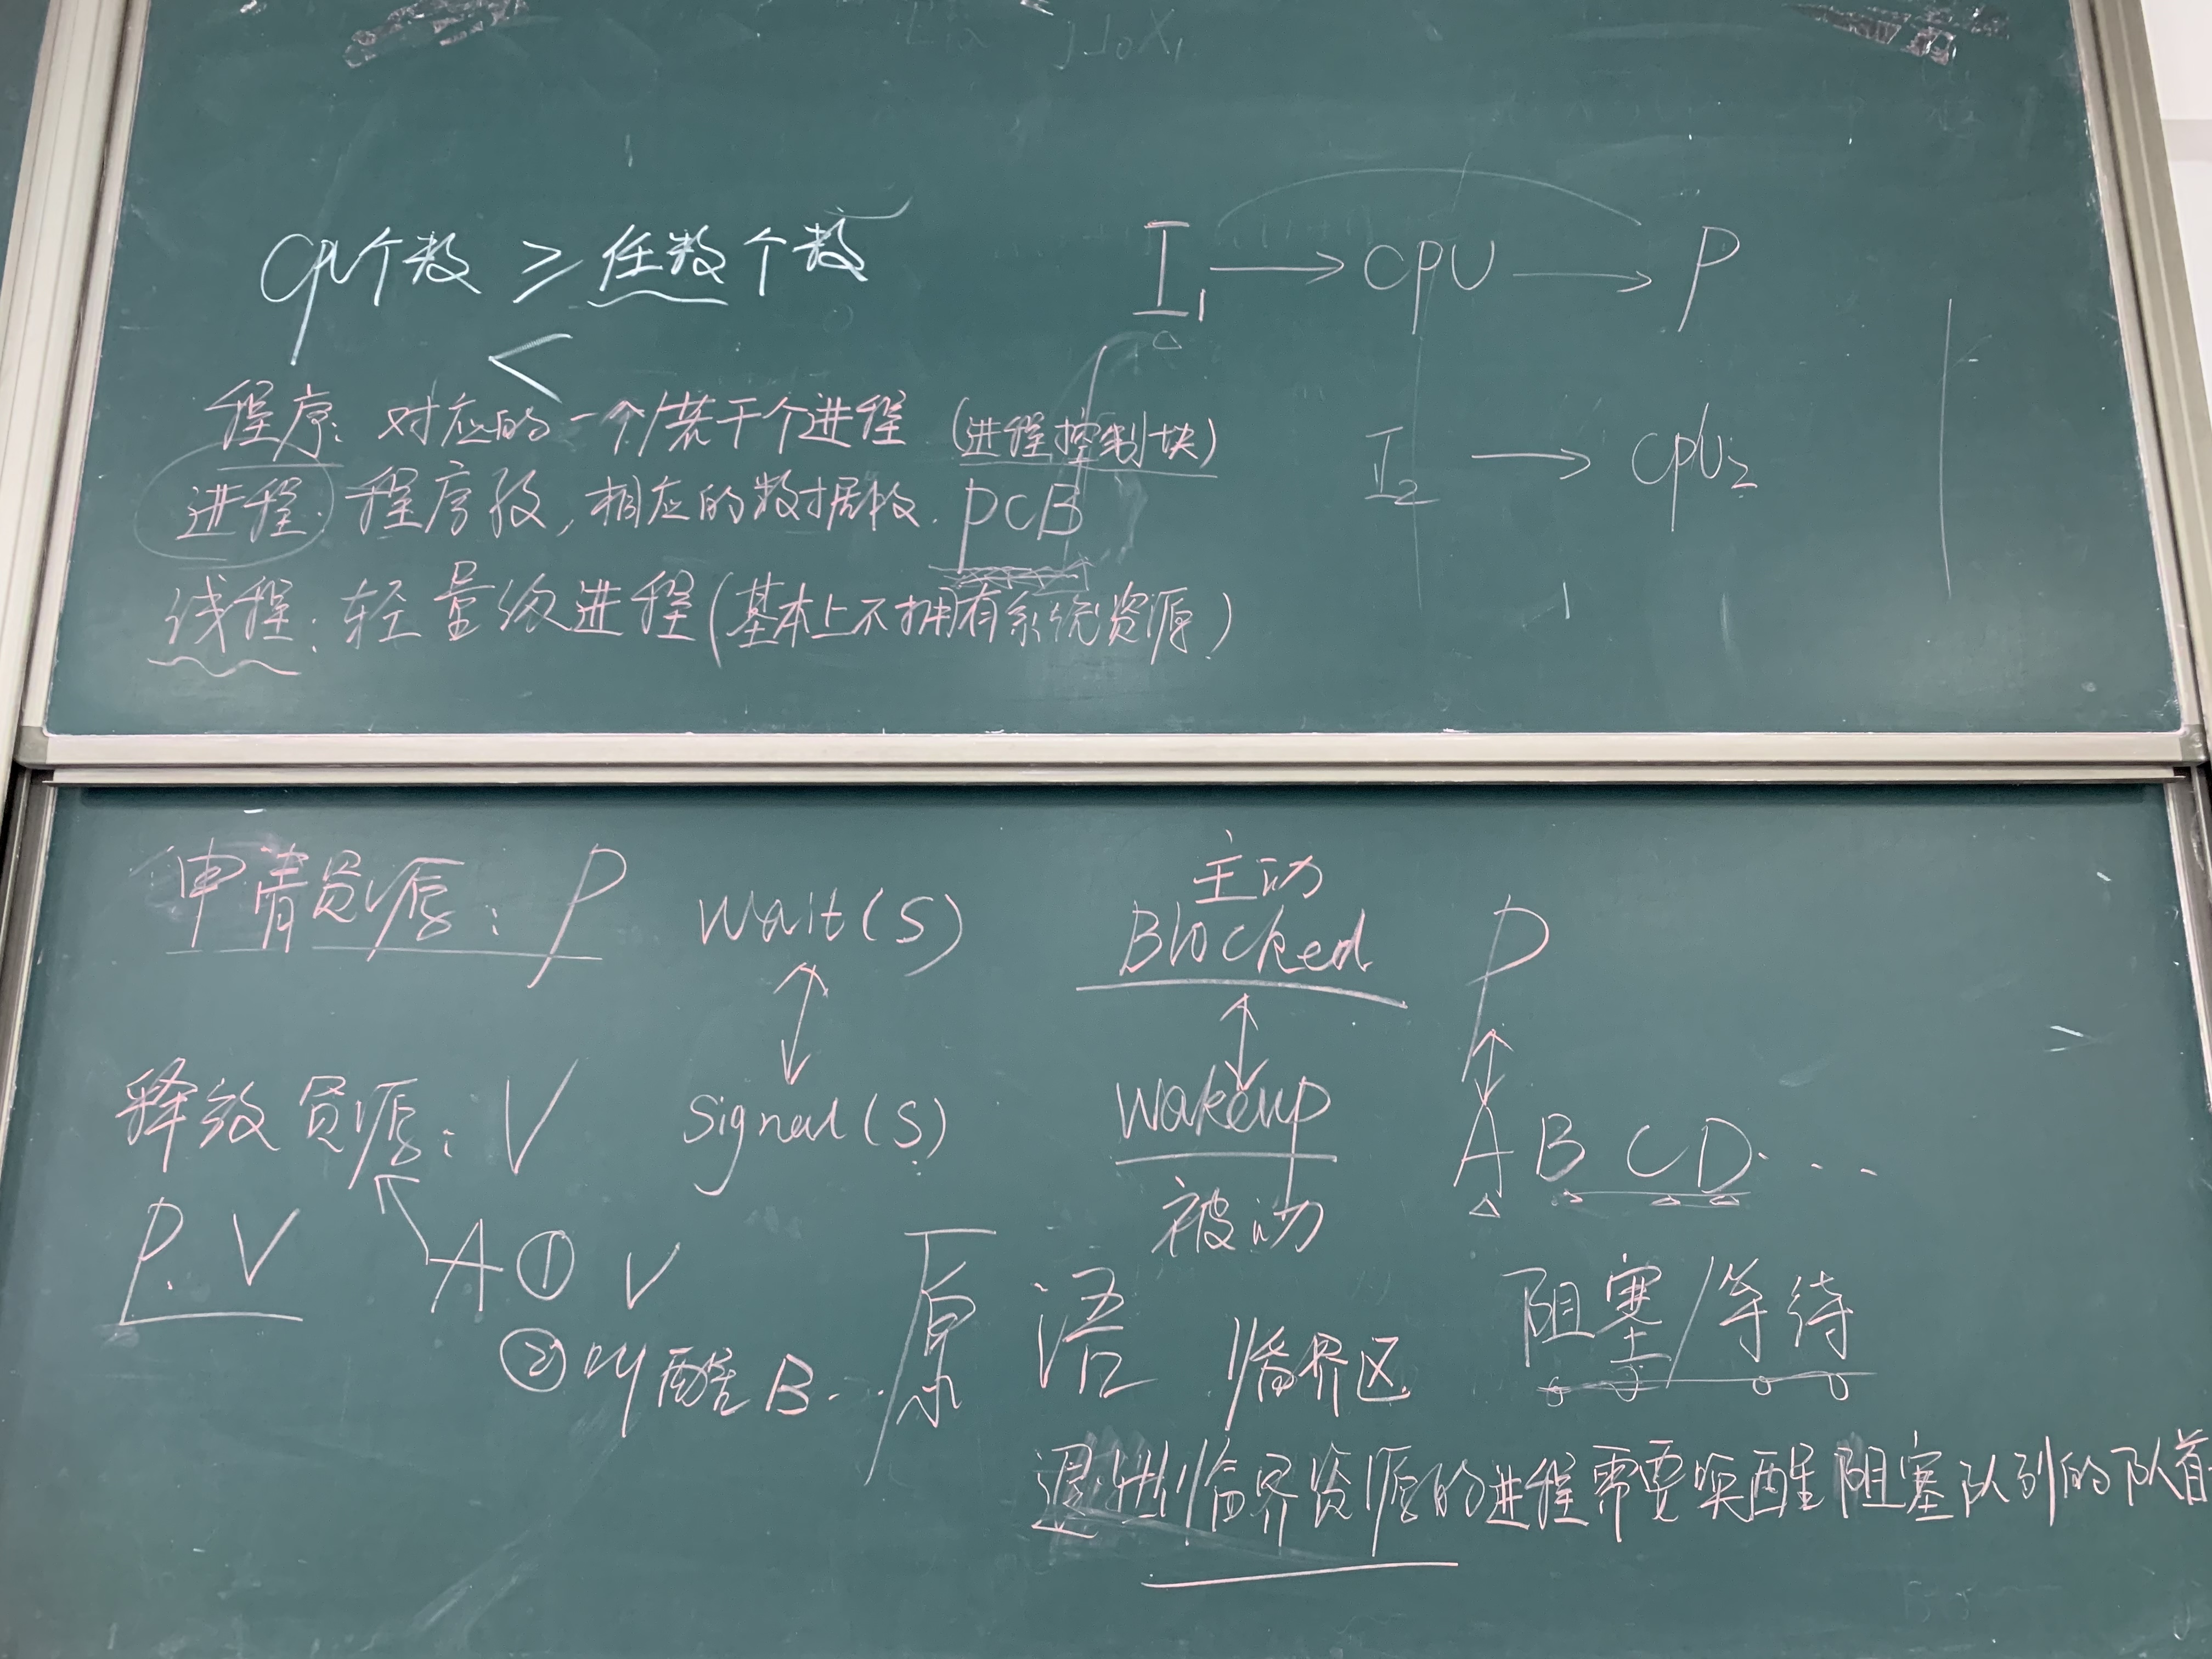 CPU个数 ≥ 任数个数
<
I₁ → CPU → P
I₂ → CPU₂
程序: 对应的一个/若干个进程 (进程控制块)
进程: 程序段, 相应的数据段. PCB
线程: 轻量级进程(基本上不拥有系统资源)
申请资源: P
wait(S)
主动
Blocked
P
释放资源: V
signal(S)
wakeup
被动
A B C D ....
P. V
A ① V
② 叫醒 B...
原语
临界区
阻塞/等待
退出临界资源的进程需要唤醒阻塞队列的队首